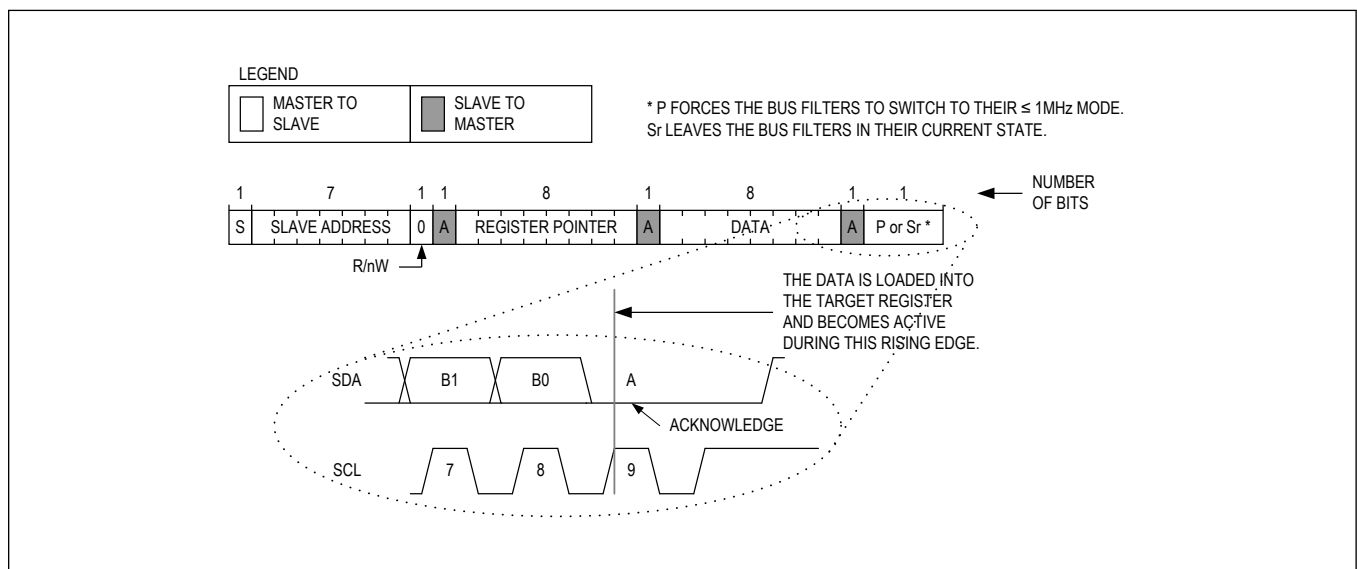 LEGEND
MASTER TO
SLAVE
SLAVE TO
MASTER
* P FORCES THE BUS FILTERS TO SWITCH TO THEIR ≤ 1MHz MODE.
Sr LEAVES THE BUS FILTERS IN THEIR CURRENT STATE.
1 7 1 1 8 1 8 1 1
NUMBER
OF BITS
S SLAVE ADDRESS 0 A REGISTER POINTER A DATA A P or Sr *
R/nW
THE DATA IS LOADED INTO
THE TARGET REGISTER
AND BECOMES ACTIVE
DURING THIS RISING EDGE.
SDA B1 B0 A
ACKNOWLEDGE
SCL 7 8 9